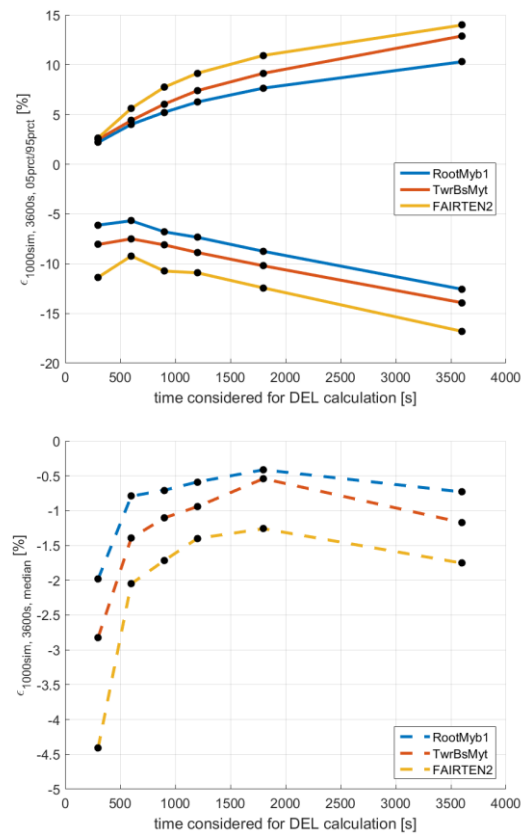 15
10
5
0
-5
-10
-15
-20
ϵ1000sim, 3600s, 05prct/95prct [%]
RootMyb1
TwrBsMyt
FAIRTEN2
0 500 1000 1500 2000 2500 3000 3500 4000
time considered for DEL calculation [s]
0
-0.5
-1
-1.5
-2
-2.5
-3
-3.5
-4
-4.5
-5
ϵ1000sim, 3600s, median [%]
RootMyb1
TwrBsMyt
FAIRTEN2
0 500 1000 1500 2000 2500 3000 3500 4000
time considered for DEL calculation [s]